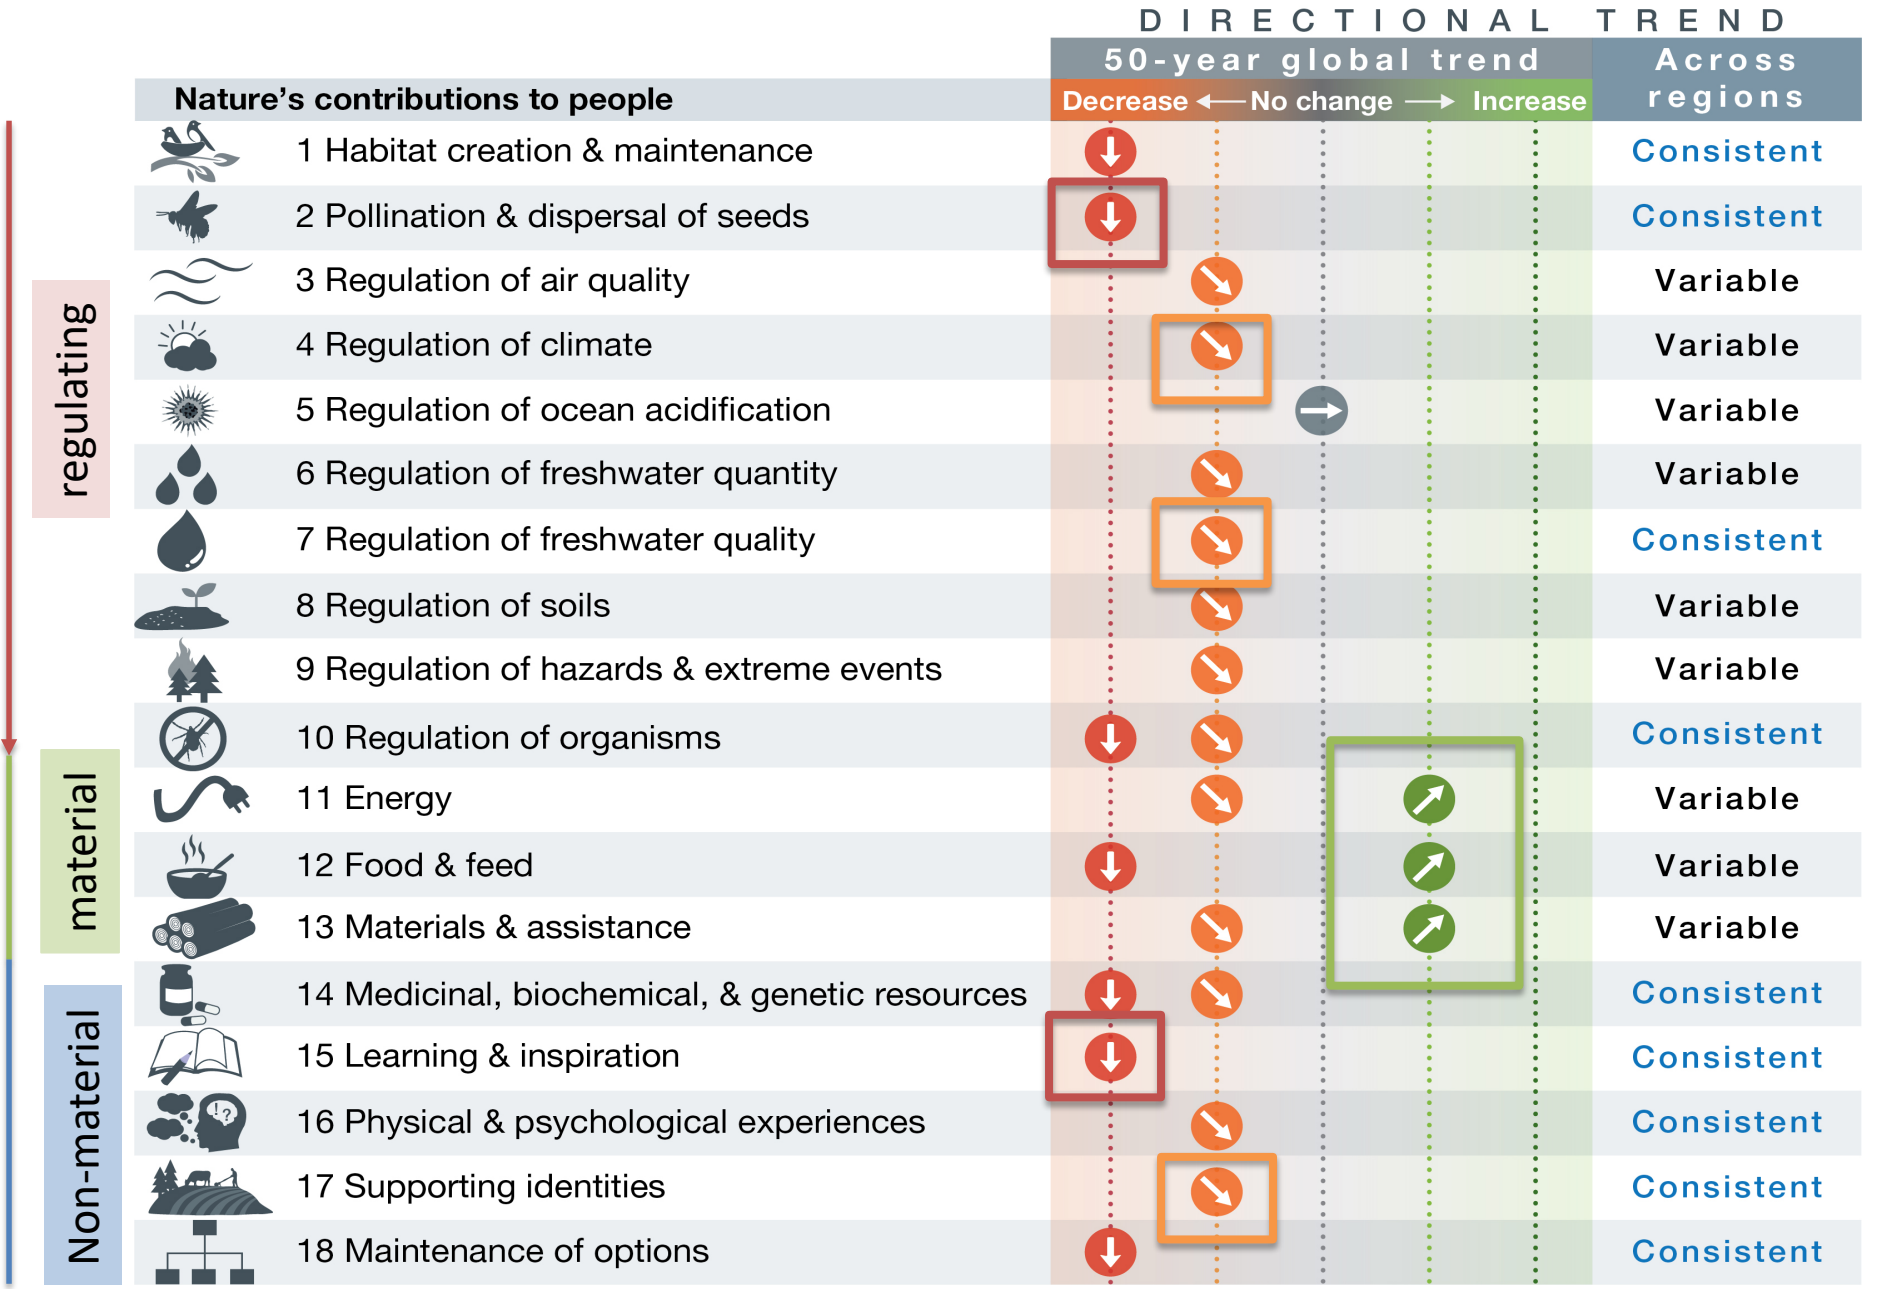 DIRECTIONAL TREND
50-year global trend
Across regions
Nature's contributions to people
Decrease No change Increase
1 Habitat creation & maintenance Consistent
2 Pollination & dispersal of seeds Consistent
3 Regulation of air quality Variable
4 Regulation of climate Variable
5 Regulation of ocean acidification Variable
6 Regulation of freshwater quantity Variable
7 Regulation of freshwater quality Consistent
8 Regulation of soils Variable
9 Regulation of hazards & extreme events Variable
10 Regulation of organisms Consistent
11 Energy Variable
12 Food & feed Variable
13 Materials & assistance Variable
14 Medicinal, biochemical, & genetic resources Consistent
15 Learning & inspiration Consistent
16 Physical & psychological experiences Consistent
!?
17 Supporting identities Consistent
18 Maintenance of options Consistent
regulating
material
Non-material